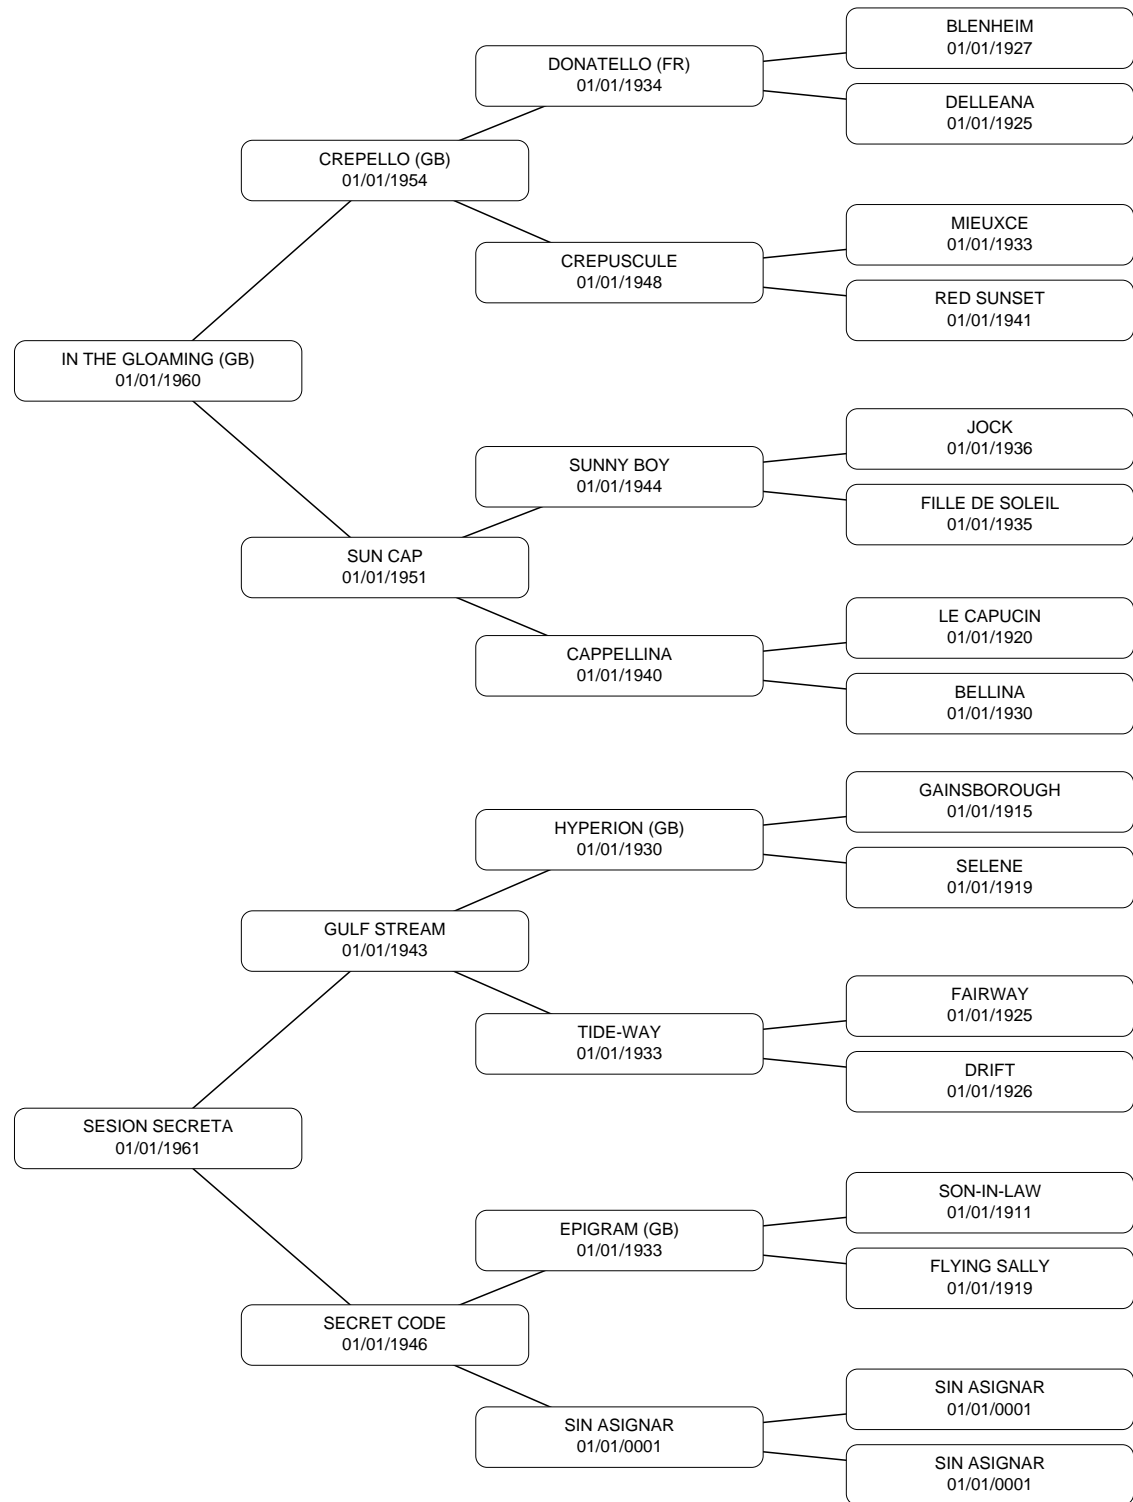 BLENHEIM
01/01/1927
DONATELLO (FR)
01/01/1934
DELLEANA
01/01/1925
CREPELLO (GB)
01/01/1954
MIEUXCE
01/01/1933
CREPUSCULE
01/01/1948
RED SUNSET
01/01/1941
IN THE GLOAMING (GB)
01/01/1960
JOCK
01/01/1936
SUNNY BOY
01/01/1944
FILLE DE SOLEIL
01/01/1935
SUN CAP
01/01/1951
LE CAPUCIN
01/01/1920
CAPPELLINA
01/01/1940
BELLINA
01/01/1930
GAINSBOROUGH
01/01/1915
HYPERION (GB)
01/01/1930
SELENE
01/01/1919
GULF STREAM
01/01/1943
FAIRWAY
01/01/1925
TIDE-WAY
01/01/1933
DRIFT
01/01/1926
SESION SECRETA
01/01/1961
SON-IN-LAW
01/01/1911
EPIGRAM (GB)
01/01/1933
FLYING SALLY
01/01/1919
SECRET CODE
01/01/1946
SIN ASIGNAR
01/01/0001
SIN ASIGNAR
01/01/0001
SIN ASIGNAR
01/01/0001